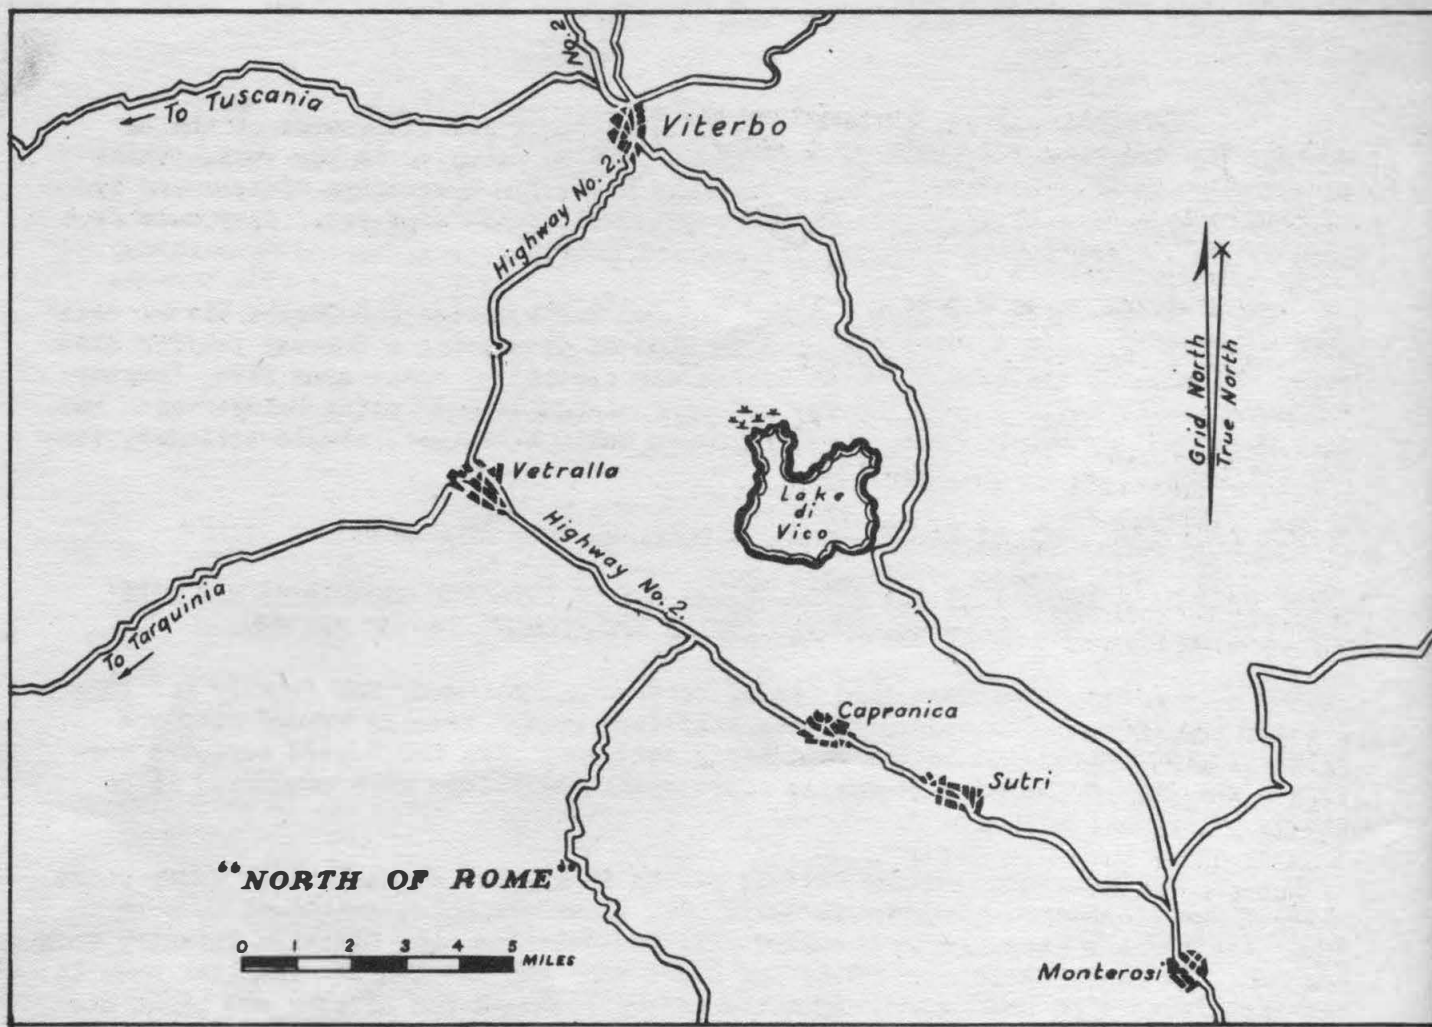 No. 2
To Tuscania
Viterbo
Highway No. 2.
Grid North
True North
Vetralla
Lake
di
Vico
Highway No. 2.
To Tarquinia
Capranica
Sutri
"NORTH OF ROME"
0 1 2 3 4 5
MILES
Monterosi